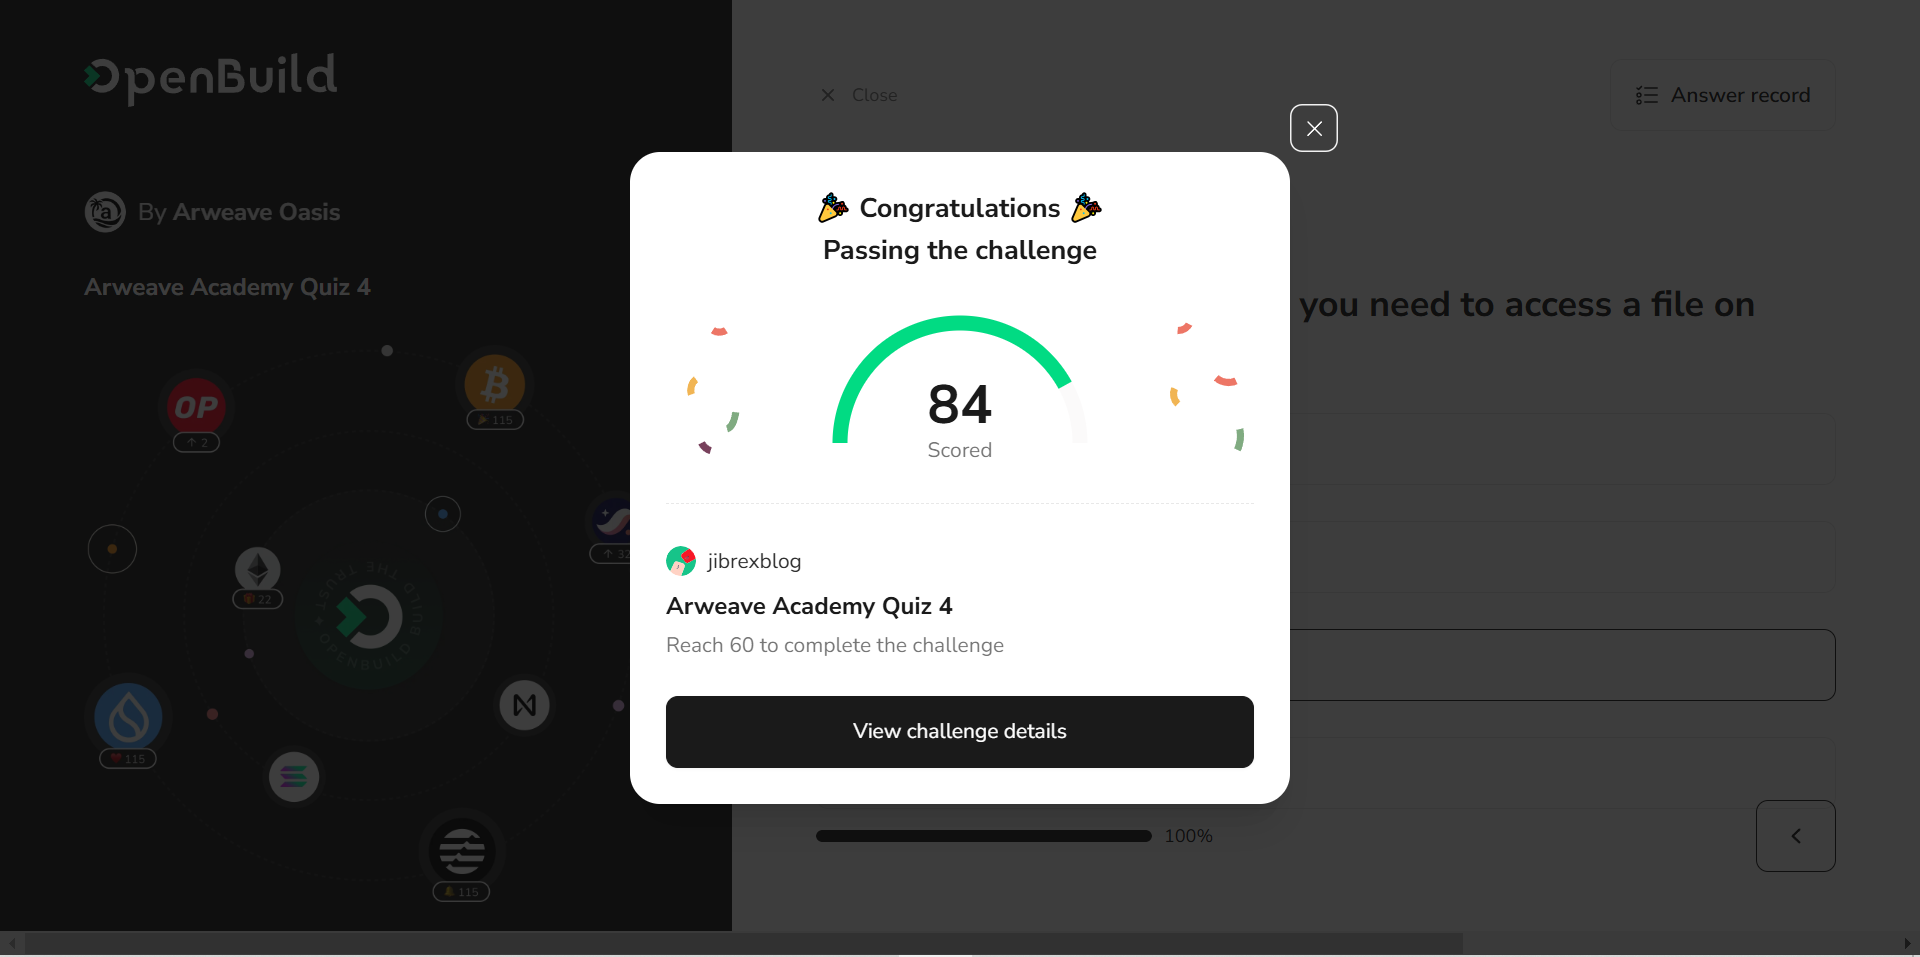 OpenBuild
By Arweave Oasis
Arweave Academy Quiz 4
OP
2
115
32
22
BUILD THE TRUST + OPENBUILD
115
115
Close
Answer record
you need to access a file on
100%
Congratulations
Passing the challenge
84
Scored
jibrexblog
Arweave Academy Quiz 4
Reach 60 to complete the challenge
View challenge details